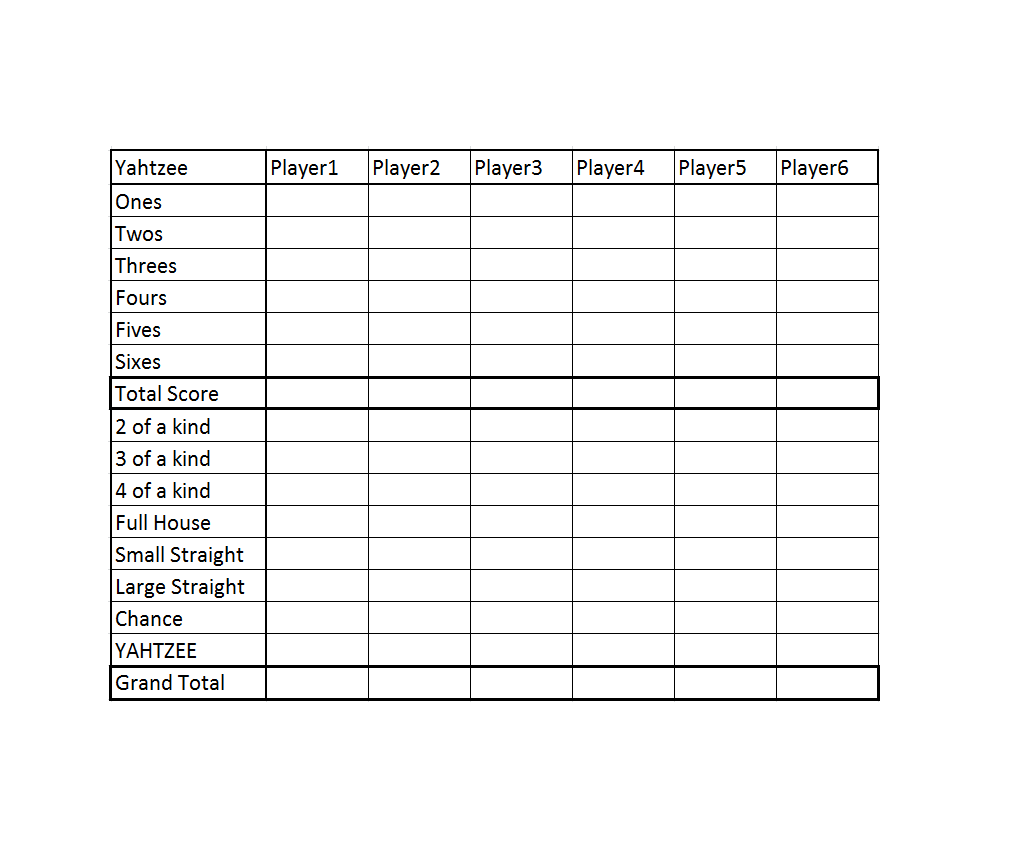 Yahtzee Player1 Player2 Player3 Player4 Player5 Player6
Ones
Twos
Threes
Fours
Fives
Sixes
Total Score
2 of a kind
3 of a kind
4 of a kind
Full House
Small Straight
Large Straight
Chance
YAHTZEE
Grand Total